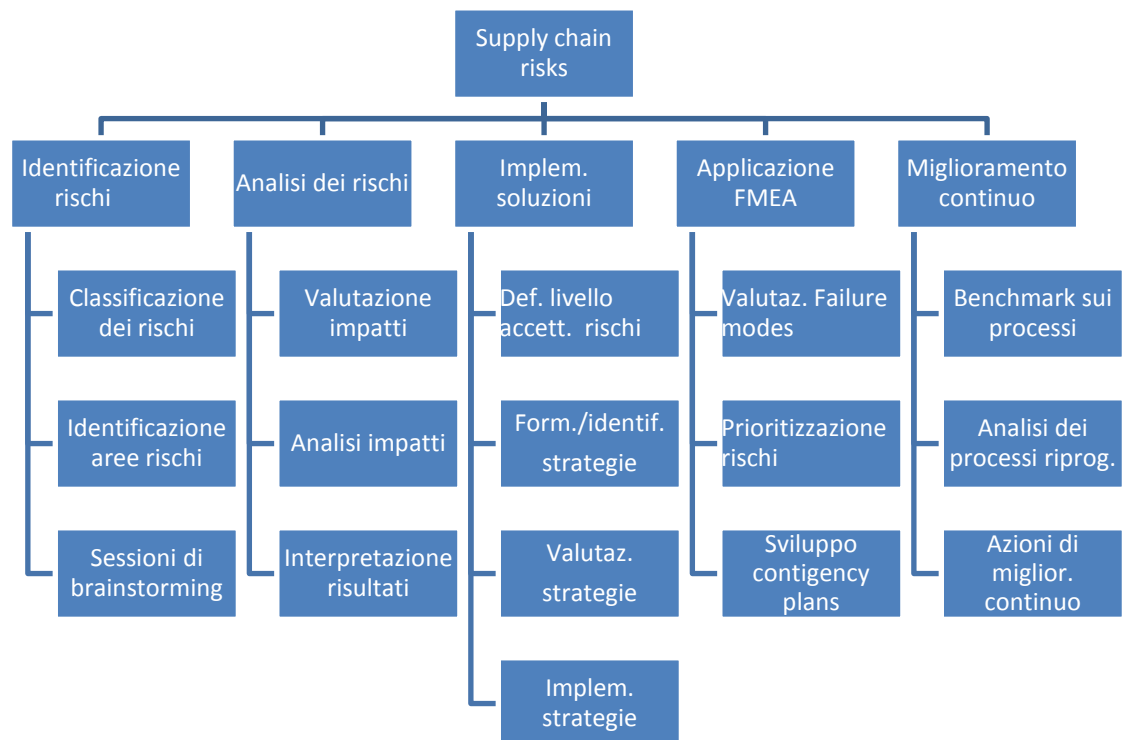 Supply chain
risks
Identificazione
rischi
Analisi dei rischi
Implem.
soluzioni
Applicazione
FMEA
Miglioramento
continuo
Classificazione
dei rischi
Valutazione
impatti
Def. livello
accett. rischi
Valutaz. Failure
modes
Benchmark sui
processi
Identificazione
aree rischi
Analisi impatti
Form./identif.
strategie
Prioritizzazione
rischi
Analisi dei
processi riprog.
Sessioni di
brainstorming
Interpretazione
risultati
Valutaz.
strategie
Sviluppo
contigency
plans
Azioni di
miglior.
continuo
Implem.
strategie